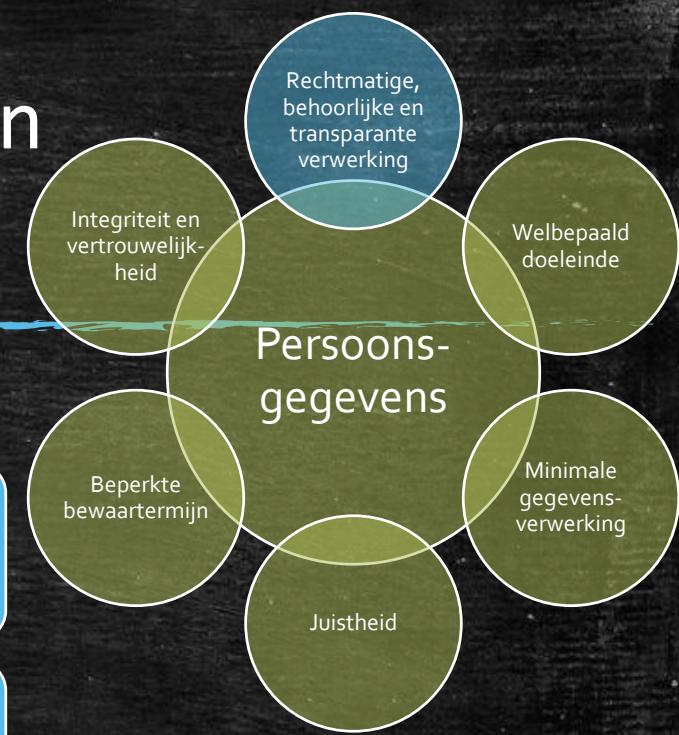 n
Rechtmatige,
behoorlijke en
transparante
verwerking
Welbepaald
doeleinde
Minimale
gegevens-
verwerking
Juistheid
Beperkte
bewaartermijn
Integriteit en
vertrouwelijk-
heid
Persoons-
gegevens